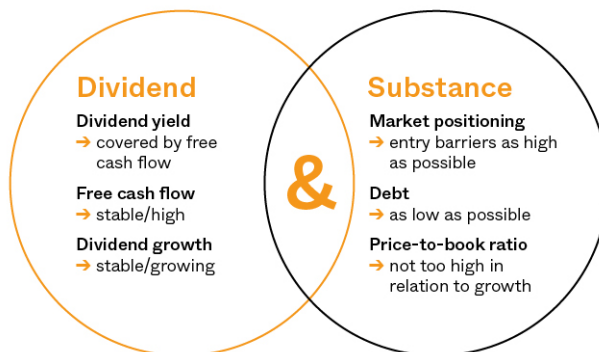 Dividend
Dividend yield
→ covered by free
cash flow
Free cash flow
→ stable/high
Dividend growth
→ stable/growing
&
Substance
Market positioning
→ entry barriers as high
as possible
Debt
→ as low as possible
Price-to-book ratio
→ not too high in
relation to growth